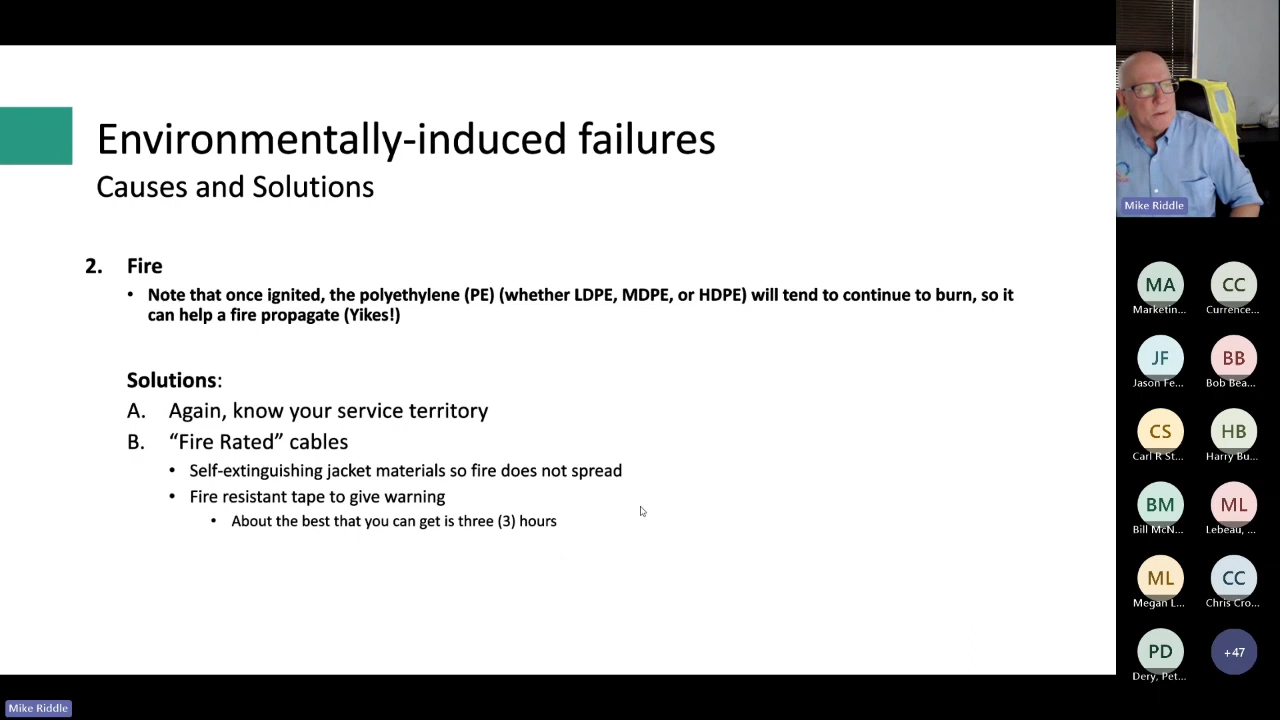 Environmentally-induced failures
Causes and Solutions
2. Fire
• Note that once ignited, the polyethylene (PE) (whether LDPE, MDPE, or HDPE) will tend to continue to burn, so it
can help a fire propagate (Yikes!)
Solutions:
A. Again, know your service territory
B. “Fire Rated” cables
• Self-extinguishing jacket materials so fire does not spread
• Fire resistant tape to give warning
• About the best that you can get is three (3) hours
Mike Riddle
MA CC
Marketin... Currence...
JF BB
Jason Fe... Bob Bea...
CS HB
Carl R St... Harry Bu...
BM ML
Bill McN... Lebeau, ...
ML CC
Megan L... Chris Cro...
PD +47
Dery, Pet...
Mike Riddle